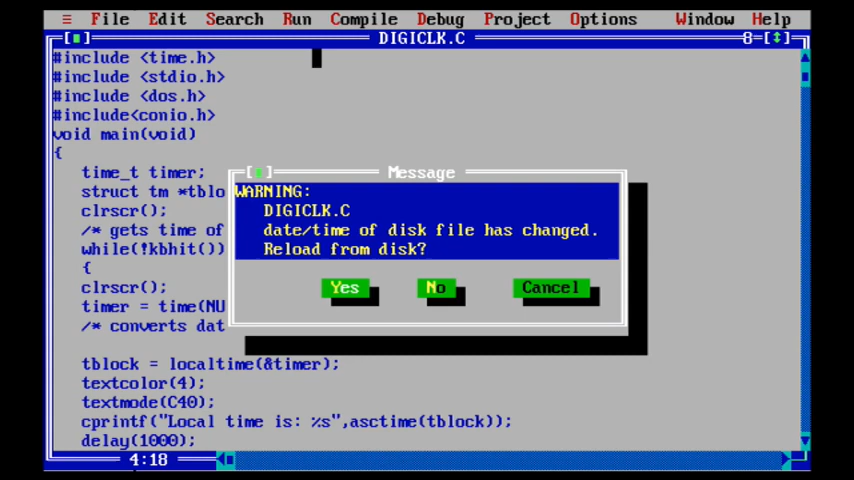 ≡ File Edit Search Run Compile Debug Project Options Window Help
[■] DIGICLK.C 8=[↕]
#include <time.h>
#include <stdio.h>
#include <dos.h>
#include<conio.h>
void main(void)
{
time_t timer;
struct tm *tblo
clrscr();
/* gets time of
while(!kbhit())
{
clrscr();
timer = time(NU
/* converts dat
[■] Message
WARNING:
DIGICLK.C
date/time of disk file has changed.
Reload from disk?
Yes No Cancel
tblock = localtime(&timer);
textcolor(4);
textmode(C40);
cprintf("Local time is: %s",asctime(tblock));
delay(1000);
4:18